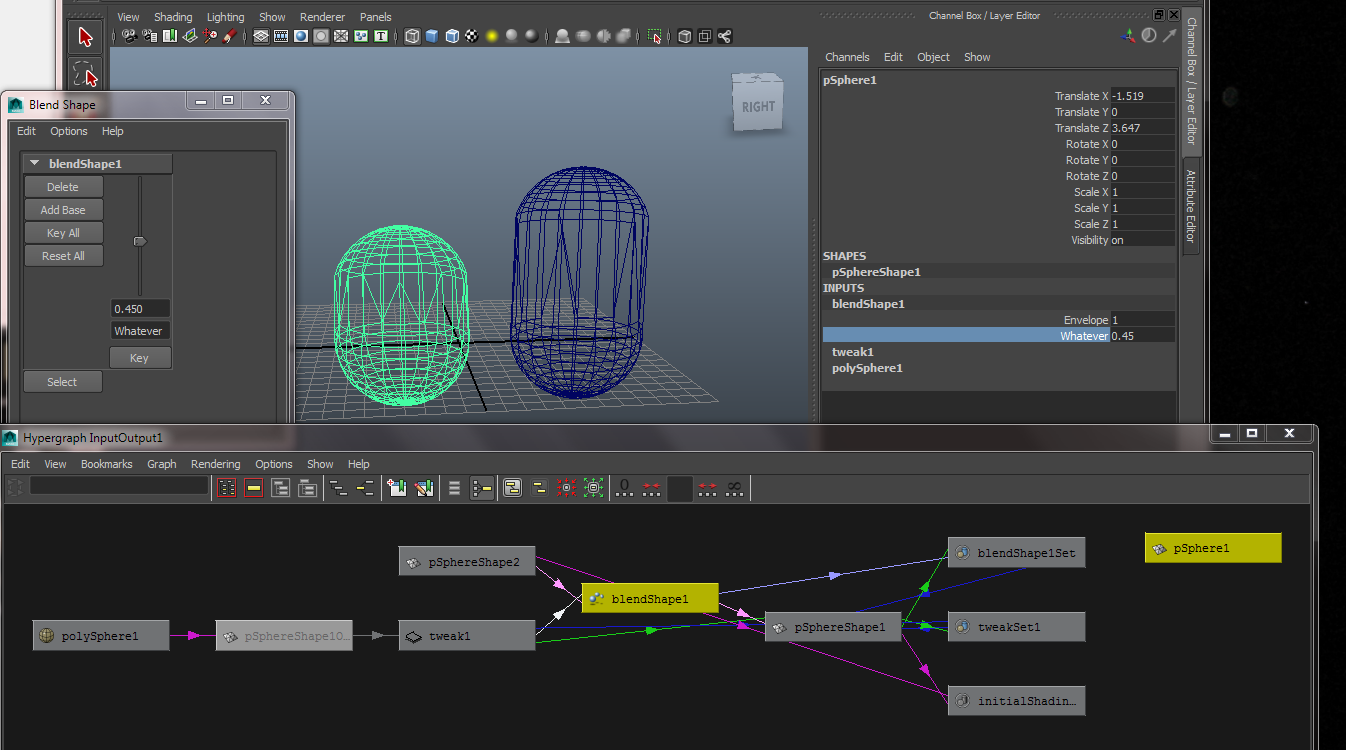 View Shading Lighting Show Renderer Panels
Channel Box / Layer Editor
Channels Edit Object Show
pSphere1
Translate X -1.519
Translate Y 0
Translate Z 3.647
Rotate X 0
Rotate Y 0
Rotate Z 0
Scale X 1
Scale Y 1
Scale Z 1
Visibility on
SHAPES
pSphereShape1
INPUTS
blendShape1
Envelope 1
Whatever 0.45
tweak1
polySphere1
Channel Box / Layer Editor
Attribute Editor
RIGHT
Blend Shape
Edit Options Help
blendShape1
Delete
Add Base
Key All
Reset All
0.450
Whatever
Key
Select
Hypergraph InputOutput1
Edit View Bookmarks Graph Rendering Options Show Help
0
∞
pSphereShape2
blendShape1Set
pSphere1
blendShape1
polySphere1
pSphereShape1O...
tweak1
pSphereShape1
tweakSet1
initialShadin...